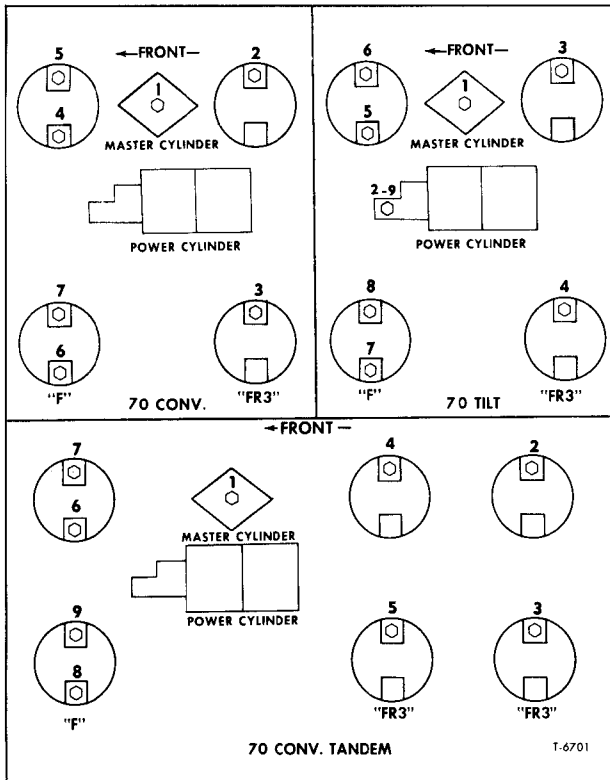 5 ←FRONT— 2
1
4
MASTER CYLINDER
POWER CYLINDER
7 3
6
"F" 70 CONV. "FR3"
6 ←FRONT— 3
1
5
MASTER CYLINDER
2-9
POWER CYLINDER
8 4
7
"F" 70 TILT "FR3"
←FRONT—
7 4 2
1
6
MASTER CYLINDER
POWER CYLINDER
9 5 3
8
"F" "FR3" "FR3"
70 CONV. TANDEM T-6701